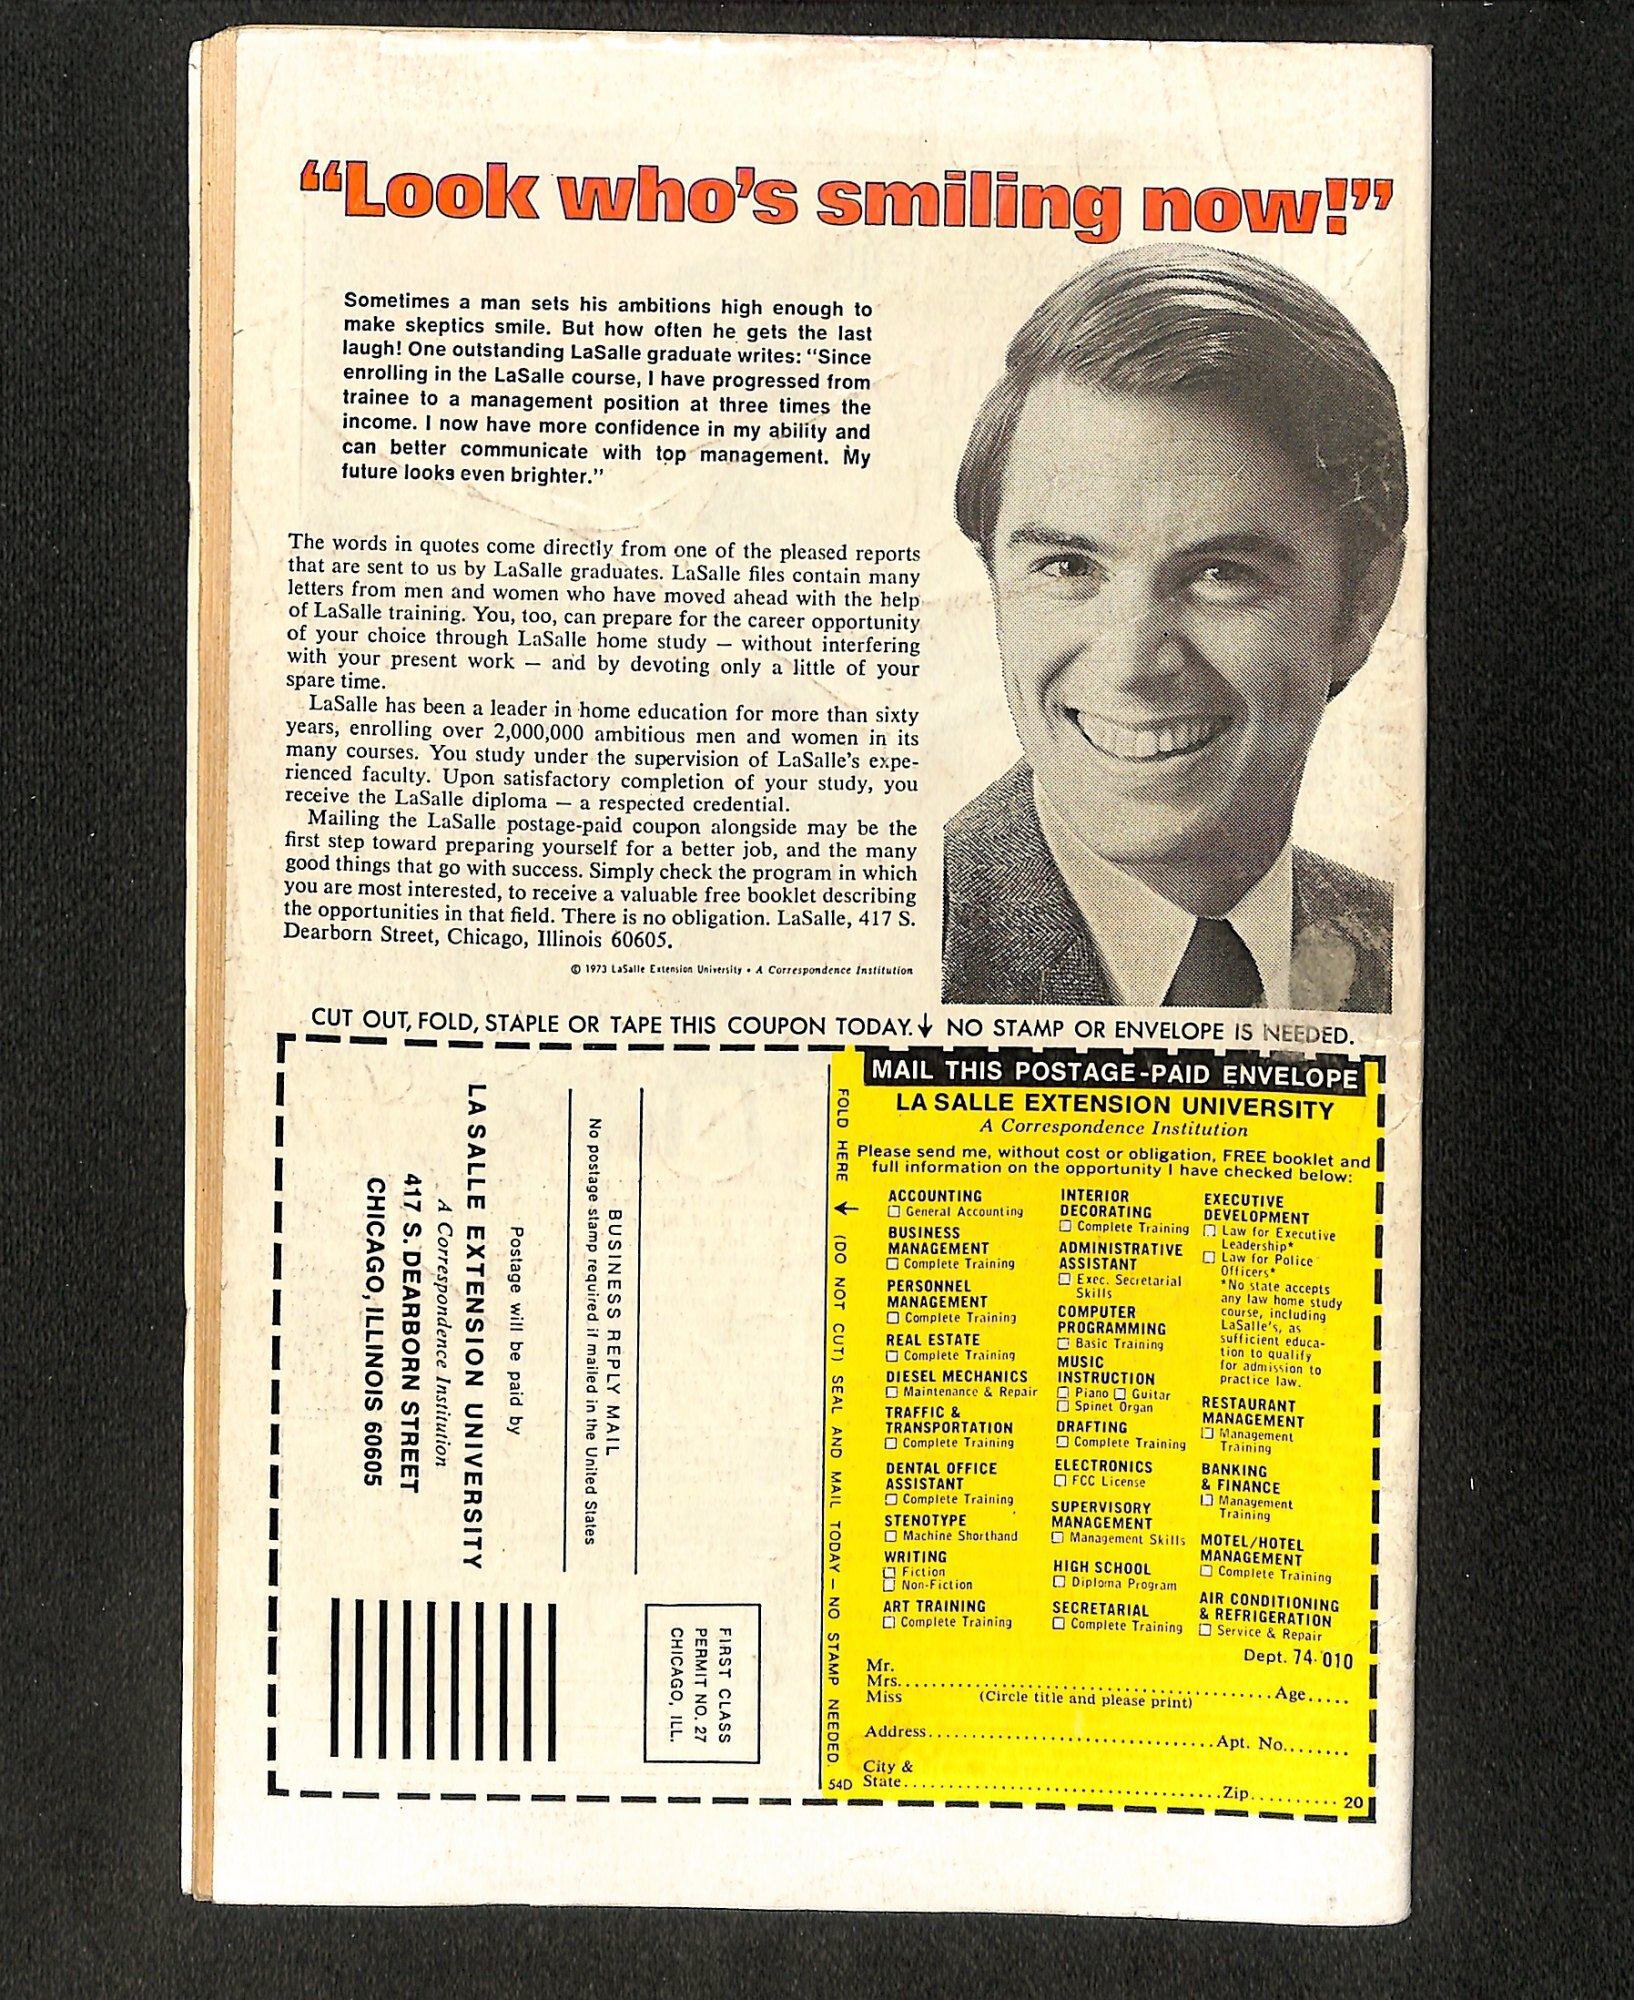 “Look who’s smiling now!”
Sometimes a man sets his ambitions high enough to
make skeptics smile. But how often he gets the last
laugh! One outstanding LaSalle graduate writes: “Since
enrolling in the LaSalle course, I have progressed from
trainee to a management position at three times the
income. I now have more confidence in my ability and
can better communicate with top management. My
future looks even brighter.”
The words in quotes come directly from one of the pleased reports
that are sent to us by LaSalle graduates. LaSalle files contain many
letters from men and women who have moved ahead with the help
of LaSalle training. You, too, can prepare for the career opportunity
of your choice through LaSalle home study — without interfering
with your present work — and by devoting only a little of your
spare time.
LaSalle has been a leader in home education for more than sixty
years, enrolling over 2,000,000 ambitious men and women in its
many courses. You study under the supervision of LaSalle’s expe-
rienced faculty. Upon satisfactory completion of your study, you
receive the LaSalle diploma — a respected credential.
Mailing the LaSalle postage-paid coupon alongside may be the
first step toward preparing yourself for a better job, and the many
good things that go with success. Simply check the program in which
you are most interested, to receive a valuable free booklet describing
the opportunities in that field. There is no obligation. LaSalle, 417 S.
Dearborn Street, Chicago, Illinois 60605.
© 1973 LaSalle Extension University • A Correspondence Institution
CUT OUT, FOLD, STAPLE OR TAPE THIS COUPON TODAY. ↓ NO STAMP OR ENVELOPE IS NEEDED.
FIRST CLASS
PERMIT NO. 27
CHICAGO, ILL.
BUSINESS REPLY MAIL
No postage stamp required if mailed in the United States
Postage will be paid by
LA SALLE EXTENSION UNIVERSITY
A Correspondence Institution
417 S. DEARBORN STREET
CHICAGO, ILLINOIS 60605
FOLD HERE ↓ (DO NOT CUT) SEAL AND MAIL TODAY — NO STAMP NEEDED.
54D
MAIL THIS POSTAGE-PAID ENVELOPE
LA SALLE EXTENSION UNIVERSITY
A Correspondence Institution
Please send me, without cost or obligation, FREE booklet and
full information on the opportunity I have checked below:
ACCOUNTING
☐ General Accounting
BUSINESS
MANAGEMENT
☐ Complete Training
PERSONNEL
MANAGEMENT
☐ Complete Training
REAL ESTATE
☐ Complete Training
DIESEL MECHANICS
☐ Maintenance & Repair
TRAFFIC &
TRANSPORTATION
☐ Complete Training
DENTAL OFFICE
ASSISTANT
☐ Complete Training
STENOTYPE
☐ Machine Shorthand
WRITING
☐ Fiction
☐ Non-Fiction
ART TRAINING
☐ Complete Training
INTERIOR
DECORATING
☐ Complete Training
ADMINISTRATIVE
ASSISTANT
☐ Exec. Secretarial
Skills
COMPUTER
PROGRAMMING
☐ Basic Training
MUSIC
INSTRUCTION
☐ Piano ☐ Guitar
☐ Spinet Organ
DRAFTING
☐ Complete Training
ELECTRONICS
☐ FCC License
SUPERVISORY
MANAGEMENT
☐ Management Skills
HIGH SCHOOL
☐ Diploma Program
SECRETARIAL
☐ Complete Training
EXECUTIVE
DEVELOPMENT
☐ Law for Executive
Leadership*
☐ Law for Police
Officers*
*No state accepts
any law home study
course, including
LaSalle’s, as
sufficient educa-
tion to qualify
for admission to
practice law.
RESTAURANT
MANAGEMENT
☐ Management
Training
BANKING
& FINANCE
☐ Management
Training
MOTEL/HOTEL
MANAGEMENT
☐ Complete Training
AIR CONDITIONING
& REFRIGERATION
☐ Service & Repair
Dept. 74-010
Mr.
Mrs. .......... Age.....
Miss (Circle title and please print)
Address .......... Apt. No. ........
City &
State .......... Zip .......... 20